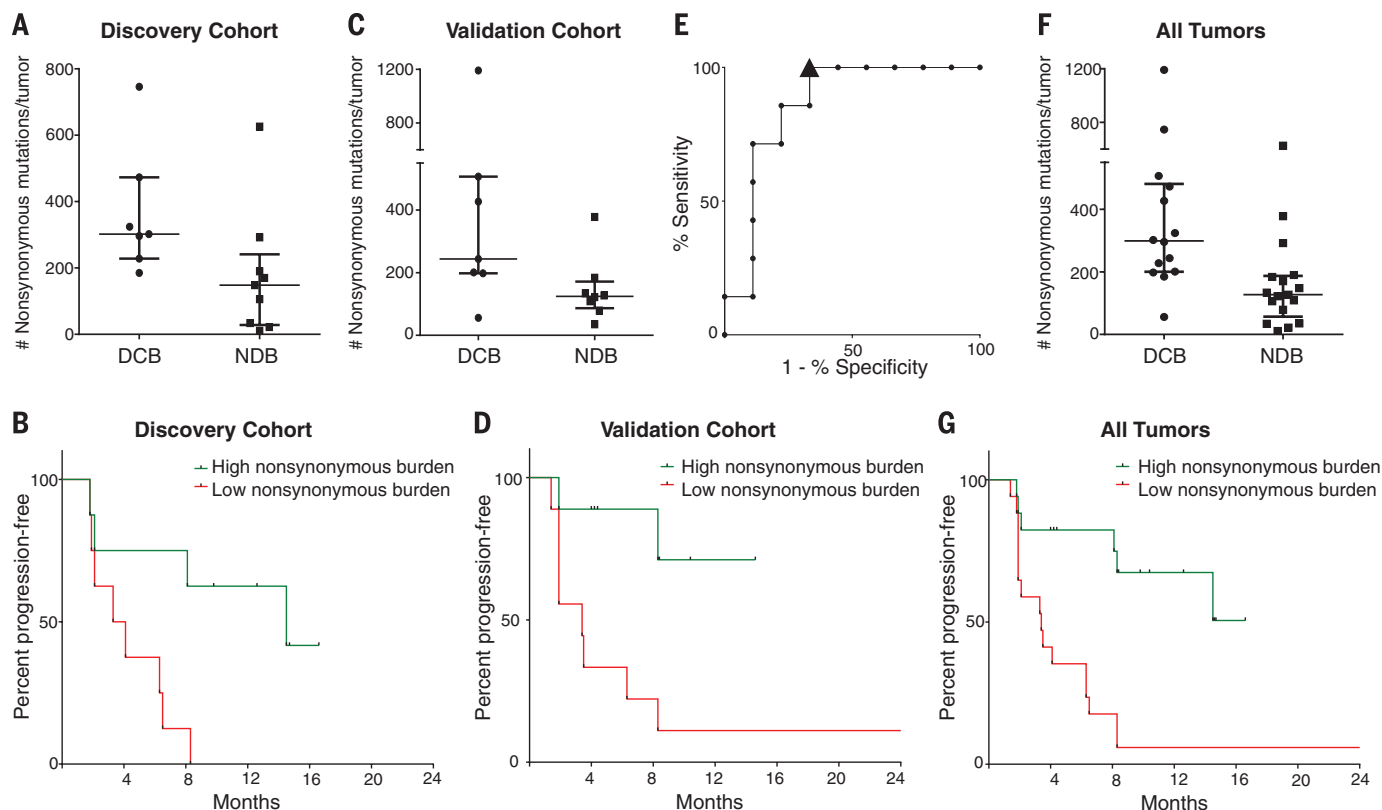 A Discovery Cohort
# Nonsynonymous mutations/tumor
800
600
400
200
0
DCB NDB
C Validation Cohort
# Nonsynonymous mutations/tumor
1200
800
400
200
0
DCB NDB
E
% Sensitivity
100
50
0
50 100
1 - % Specificity
F All Tumors
# Nonsynonymous mutations/tumor
1200
800
400
200
0
DCB NDB
B Discovery Cohort
High nonsynonymous burden
Low nonsynonymous burden
Percent progression-free
100
50
0
4 8 12 16 20 24
Months
D Validation Cohort
High nonsynonymous burden
Low nonsynonymous burden
Percent progression-free
100
50
0
4 8 12 16 20 24
Months
G All Tumors
High nonsynonymous burden
Low nonsynonymous burden
Percent progression-free
100
50
0
4 8 12 16 20 24
Months